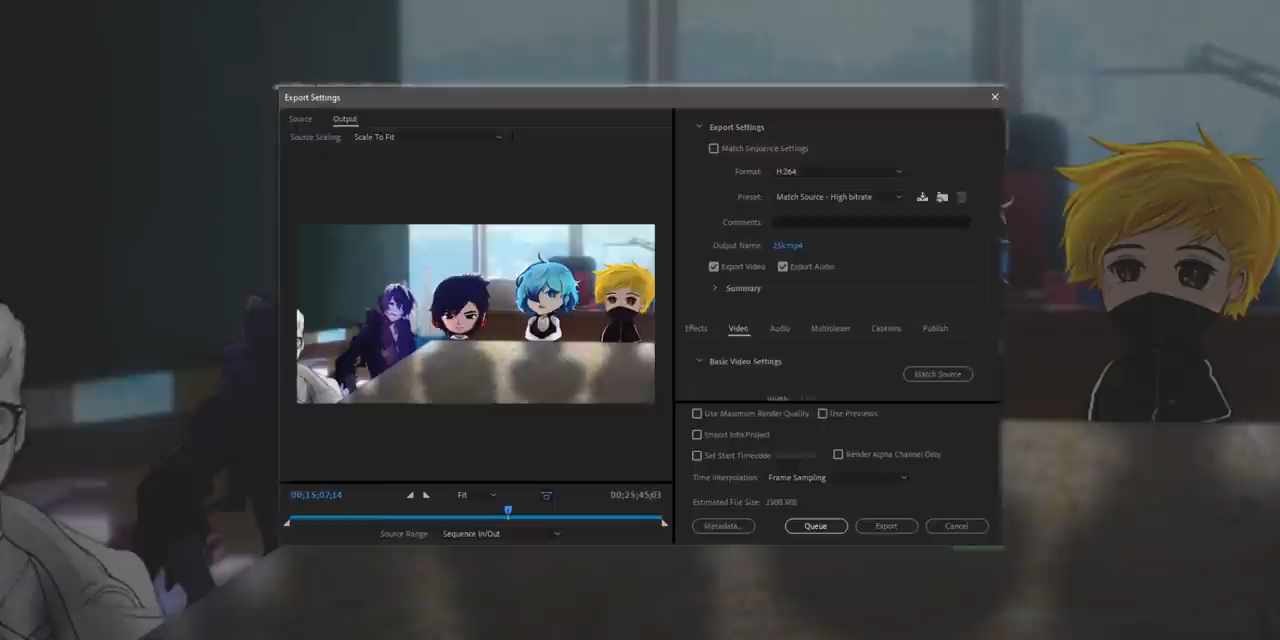 Export Settings
Source Output
Source Scaling: Scale To Fit
00;15;07;14 Fit 00;25;45;03
Source Range: Sequence In/Out
Export Settings
Match Sequence Settings
Format: H.264
Preset: Match Source - High bitrate
Comments:
Output Name: 25k.mp4
Export Video Export Audio
Summary
Effects Video Audio Multiplexer Captions Publish
Basic Video Settings
Match Source
Width:
Use Maximum Render Quality Use Previews
Import Into Project
Set Start Timecode Render Alpha Channel Only
Time Interpolation: Frame Sampling
Estimated File Size: 1900 MB
Metadata... Queue Export Cancel